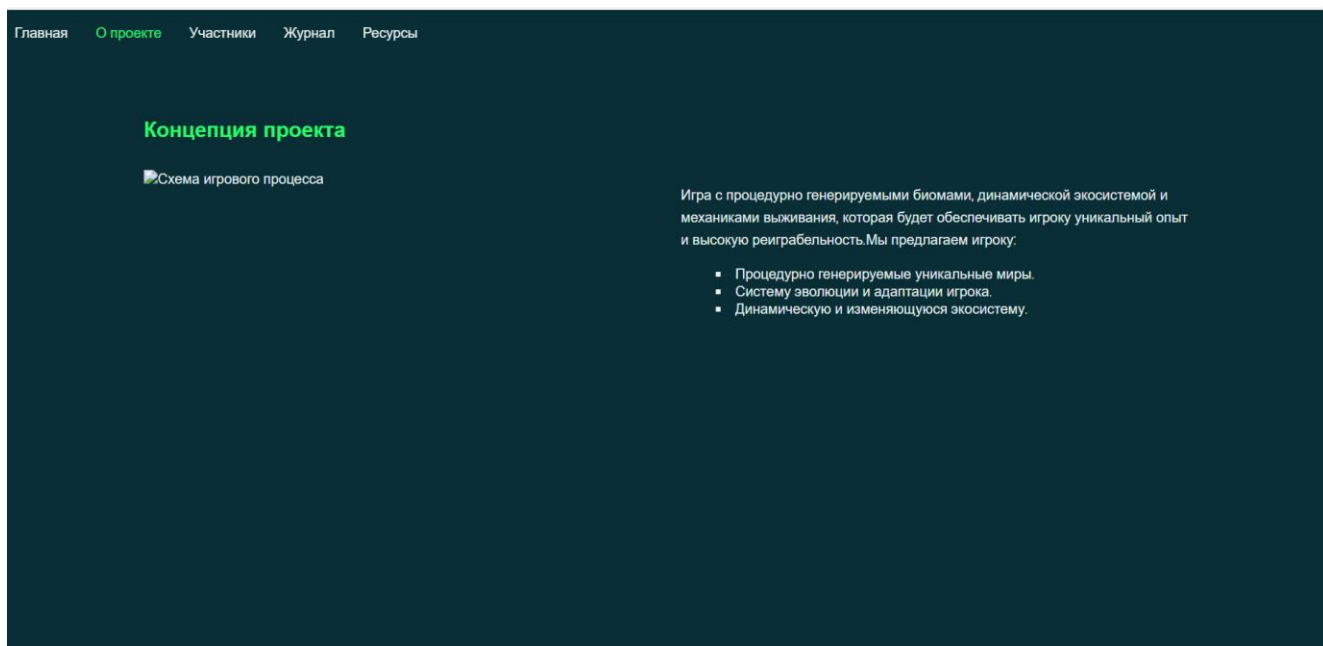 Главная О проекте Участники Журнал Ресурсы
Концепция проекта
Схема игрового процесса
Игра с процедурно генерируемыми биомами, динамической экосистемой и
механиками выживания, которая будет обеспечивать игроку уникальный опыт
и высокую реиграбельность.Мы предлагаем игроку:
▪ Процедурно генерируемые уникальные миры.
▪ Систему эволюции и адаптации игрока.
▪ Динамическую и изменяющуюся экосистему.